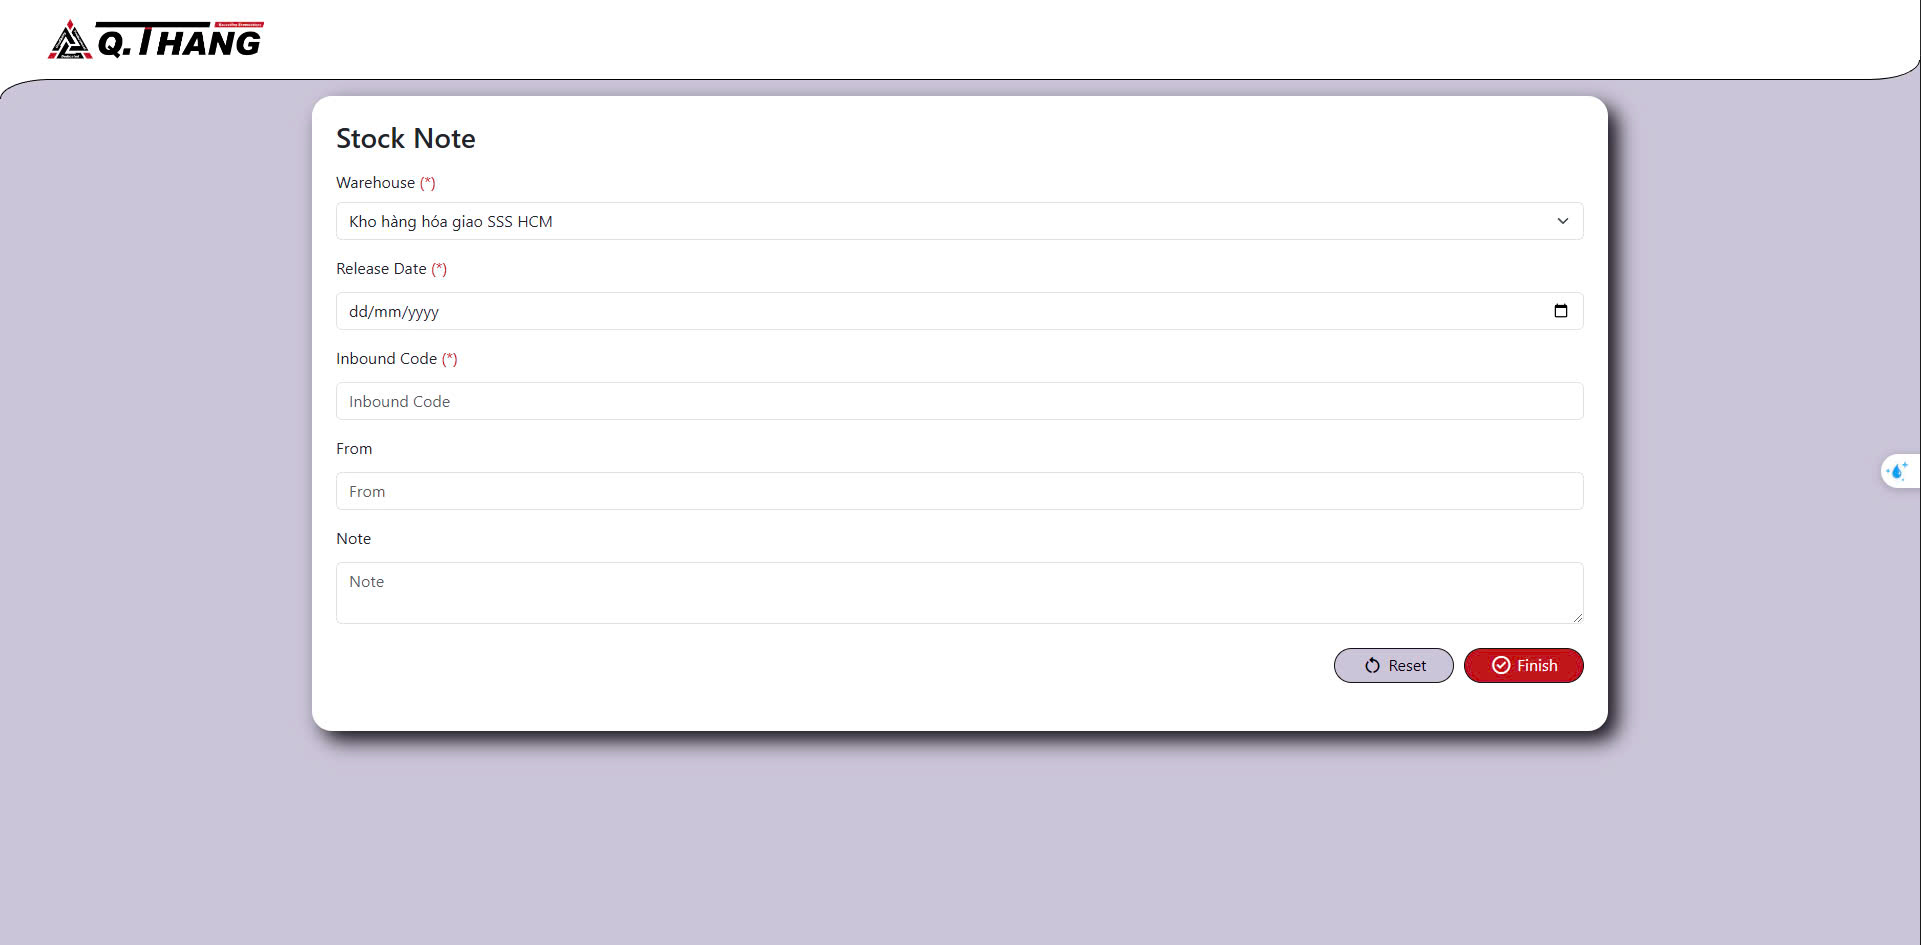 Q.THANG
Stock Note
Warehouse (*)
Kho hàng hóa giao SSS HCM
Release Date (*)
dd/mm/yyyy
Inbound Code (*)
Inbound Code
From
From
Note
Note
Reset
Finish